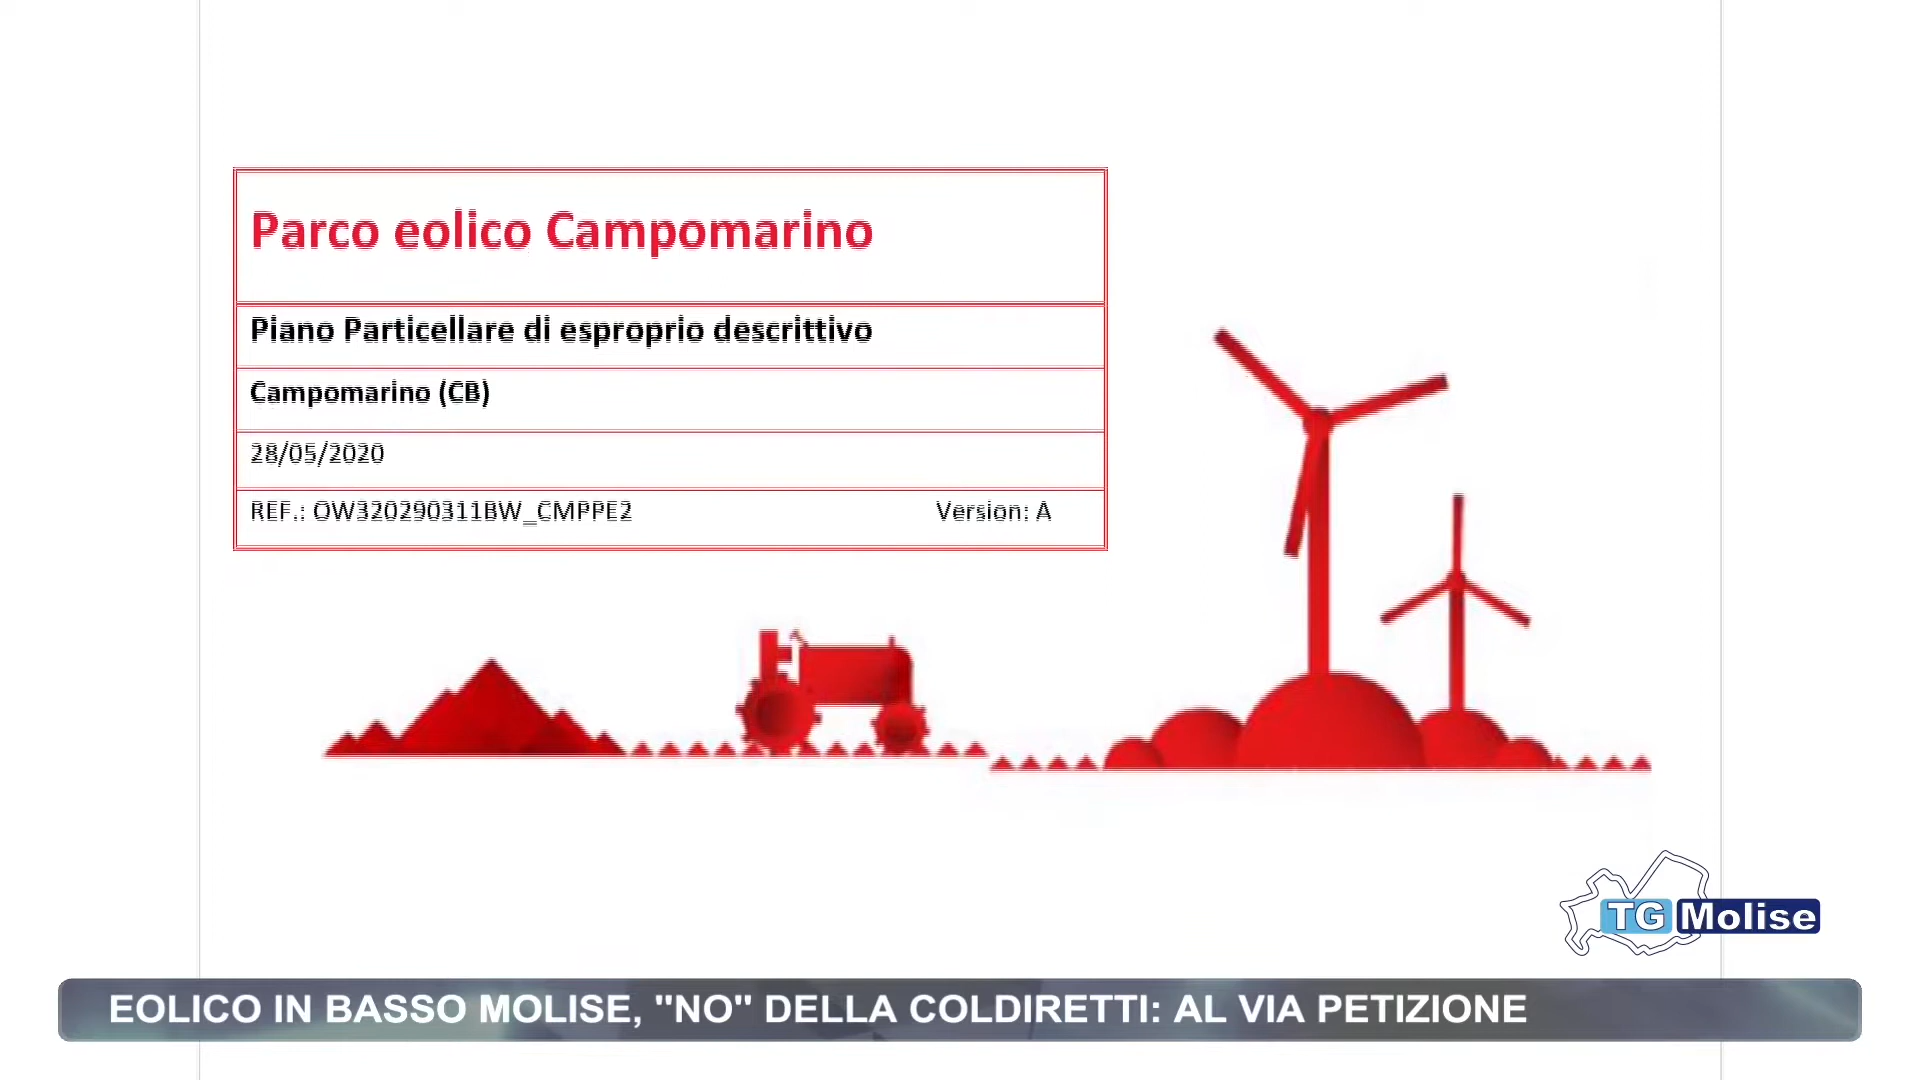 Parco eolico Campomarino
Piano Particellare di esproprio descrittivo
Campomarino (CB)
28/05/2020
REF.: OW320290311BW_CMPPE2 Version: A
TG Molise
EOLICO IN BASSO MOLISE, "NO" DELLA COLDIRETTI: AL VIA PETIZIONE